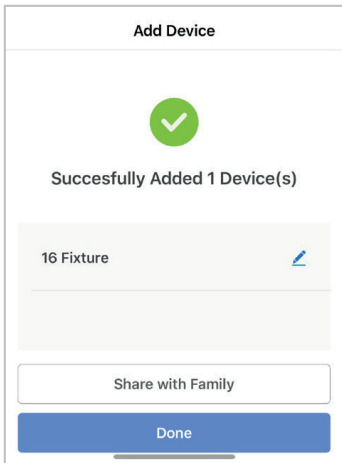 Add Device
Succesfully Added 1 Device(s)
16 Fixture
Share with Family
Done